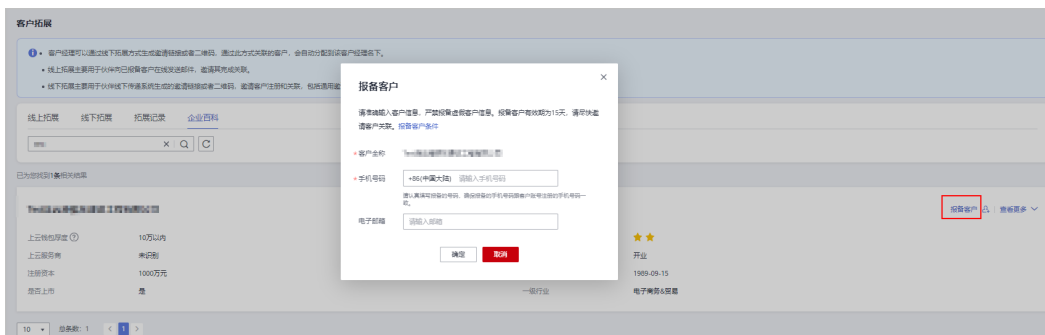 客户拓展
• 客户经理可以通过线下拓展方式生成邀请链接或者二维码，通过此方式关联的客户，会自动分配到该客户经理名下。
• 线上拓展主要用于伙伴向已报备客户在线发送邮件，邀请其完成关联。
• 线下拓展主要用于伙伴线下传递系统生成的邀请链接或者二维码，邀请客户注册和关联，包括通用邀
线上拓展 线下拓展 拓展记录 企业百科
已为您找到1条相关结果
报备客户 查看更多
上云钱包厚度
10万以内
上云服务商
未识别
开业
注册资本
1000万元
1989-09-15
是否上市
是
一级行业
电子商务&贸易
10 总条数: 1 < 1 >
报备客户
请准确输入客户信息，严禁报备虚假客户信息。报备客户有效期为15天，请尽快邀
请客户关联。报备客户条件
*客户全称
*手机号码 +86(中国大陆) 请输入手机号码
请认真填写报备的号码，确保报备的手机号码跟客户账号注册的手机号码一
致。
电子邮箱 请输入邮箱
确定 取消